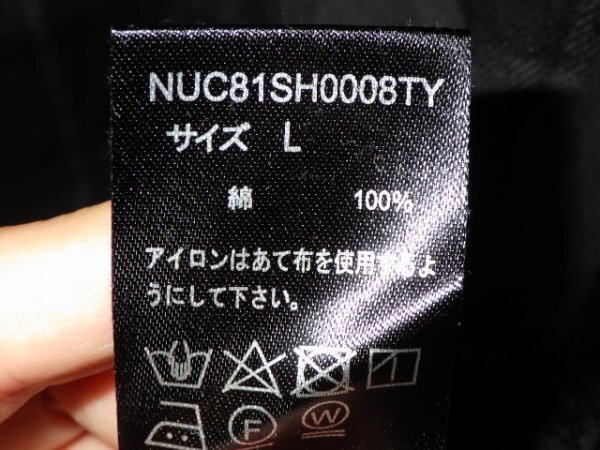 NUC81SH0008TY
サイズ L
綿 100%
アイロンはあて布を使用するよ
うにして下さい。
F W